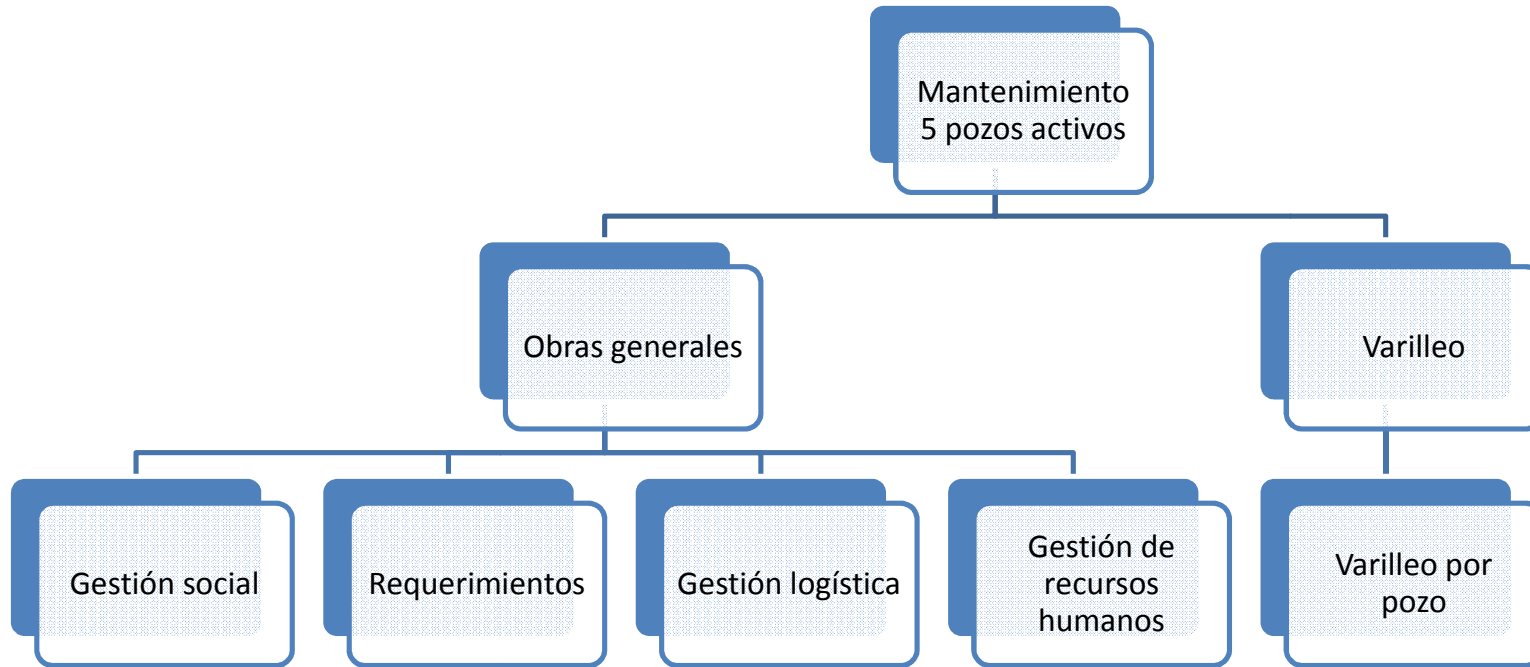 Mantenimiento
5 pozos activos
Obras generales
Varilleo
Gestión social
Requerimientos
Gestión logística
Gestión de
recursos
humanos
Varilleo por
pozo